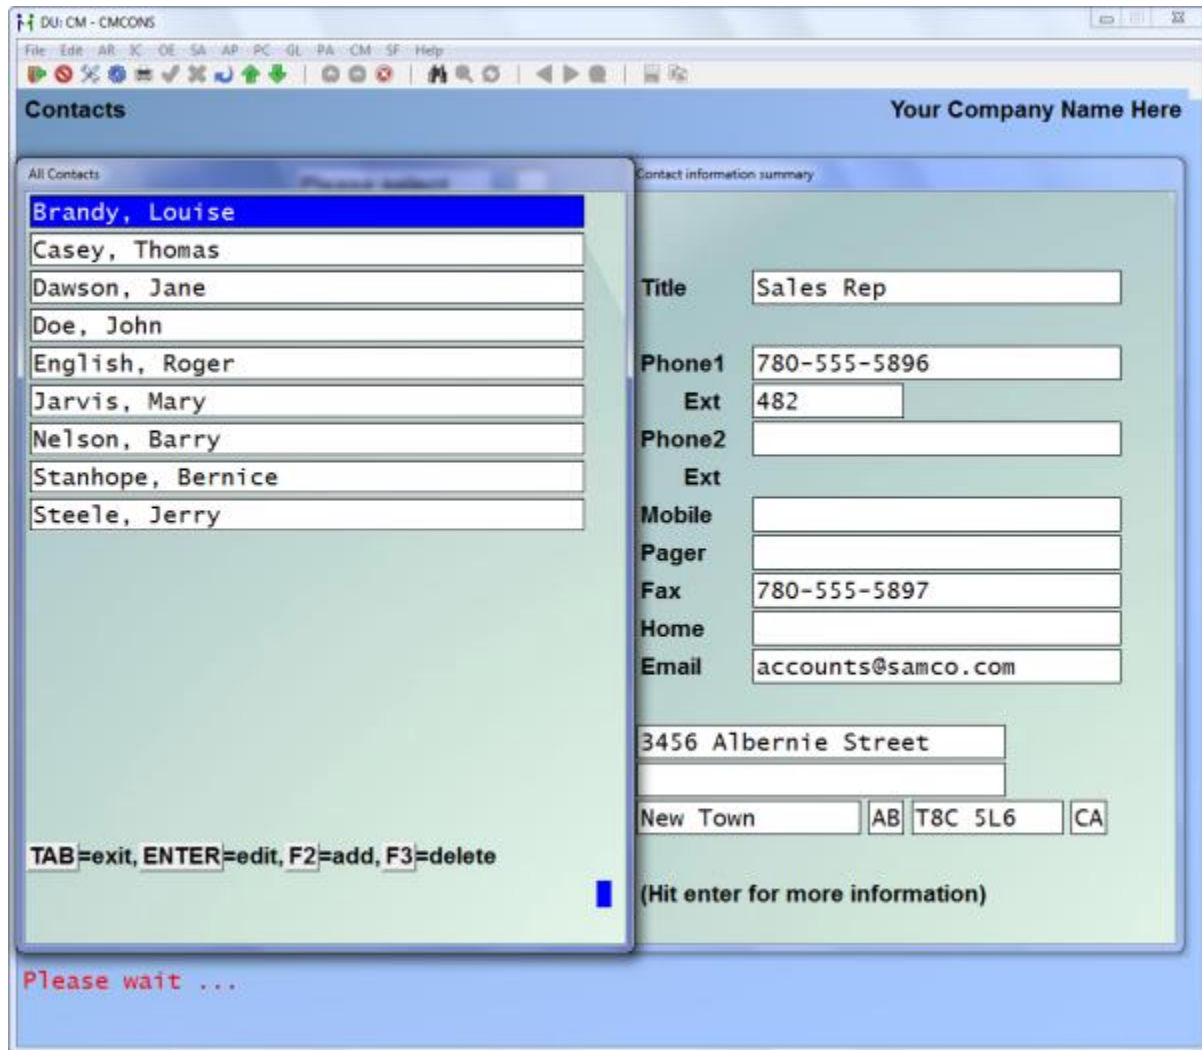 DU: CM - CMCONS
File Edit AR IC OE SA AP PC GL PA CM SF Help
Contacts Your Company Name Here
All Contacts
Please select
Brandy, Louise
Casey, Thomas
Dawson, Jane
Doe, John
English, Roger
Jarvis, Mary
Nelson, Barry
Stanhope, Bernice
Steele, Jerry
TAB=exit, ENTER=edit, F2=add, F3=delete
Contact information summary
Title Sales Rep
Phone1 780-555-5896
Ext 482
Phone2
Ext
Mobile
Pager
Fax 780-555-5897
Home
Email accounts@samco.com
3456 Albernie Street
New Town AB T8C 5L6 CA
(Hit enter for more information)
Please wait ...